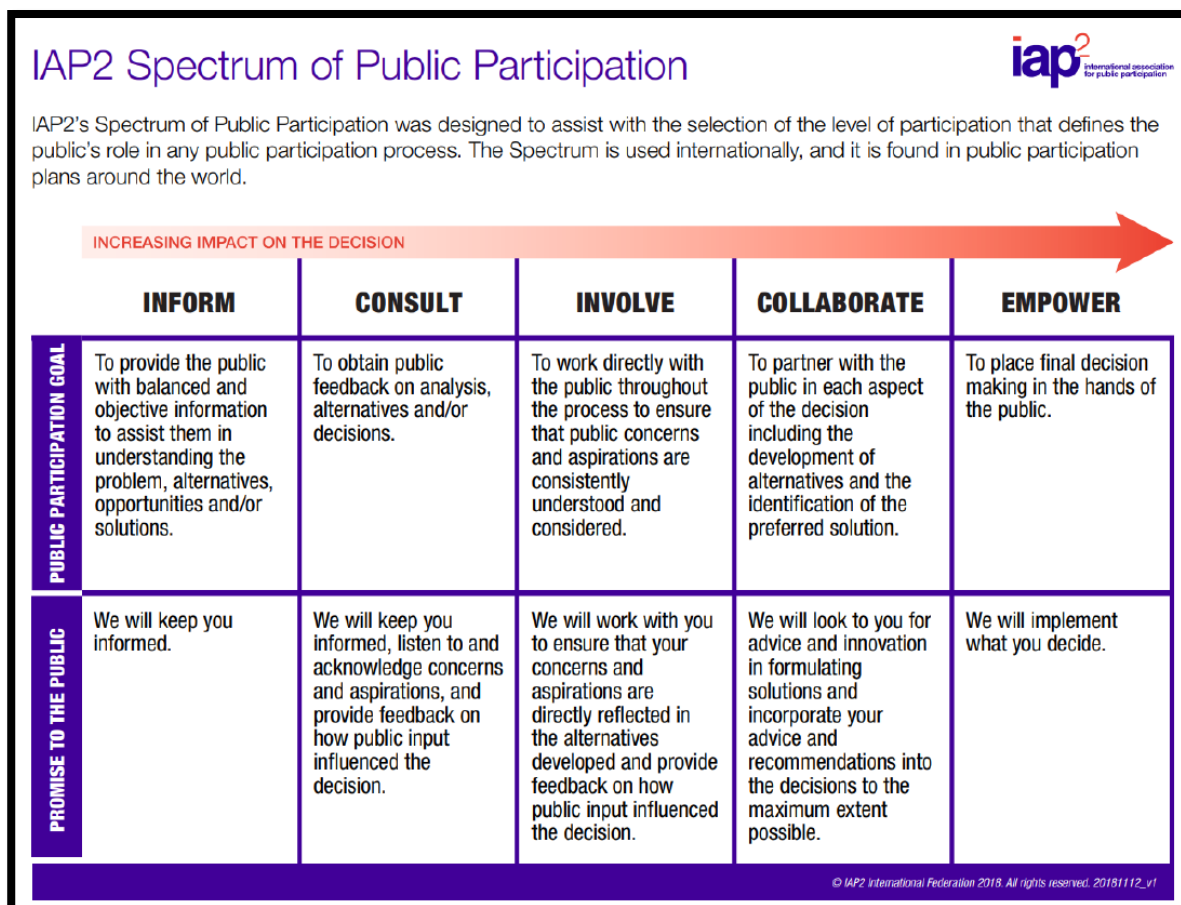 IAP2 Spectrum of Public Participation
iap2
international association
for public participation
IAP2's Spectrum of Public Participation was designed to assist with the selection of the level of participation that defines the
public's role in any public participation process. The Spectrum is used internationally, and it is found in public participation
plans around the world.
INCREASING IMPACT ON THE DECISION
INFORM
CONSULT
INVOLVE
COLLABORATE
EMPOWER
PUBLIC PARTICIPATION GOAL
To provide the public
with balanced and
objective information
to assist them in
understanding the
problem, alternatives,
opportunities and/or
solutions.
To obtain public
feedback on analysis,
alternatives and/or
decisions.
To work directly with
the public throughout
the process to ensure
that public concerns
and aspirations are
consistently
understood and
considered.
To partner with the
public in each aspect
of the decision
including the
development of
alternatives and the
identification of the
preferred solution.
To place final decision
making in the hands of
the public.
PROMISE TO THE PUBLIC
We will keep you
informed.
We will keep you
informed, listen to and
acknowledge concerns
and aspirations, and
provide feedback on
how public input
influenced the
decision.
We will work with you
to ensure that your
concerns and
aspirations are
directly reflected in
the alternatives
developed and provide
feedback on how
public input influenced
the decision.
We will look to you for
advice and innovation
in formulating
solutions and
incorporate your
advice and
recommendations into
the decisions to the
maximum extent
possible.
We will implement
what you decide.
© IAP2 International Federation 2018. All rights reserved. 20181112_v1